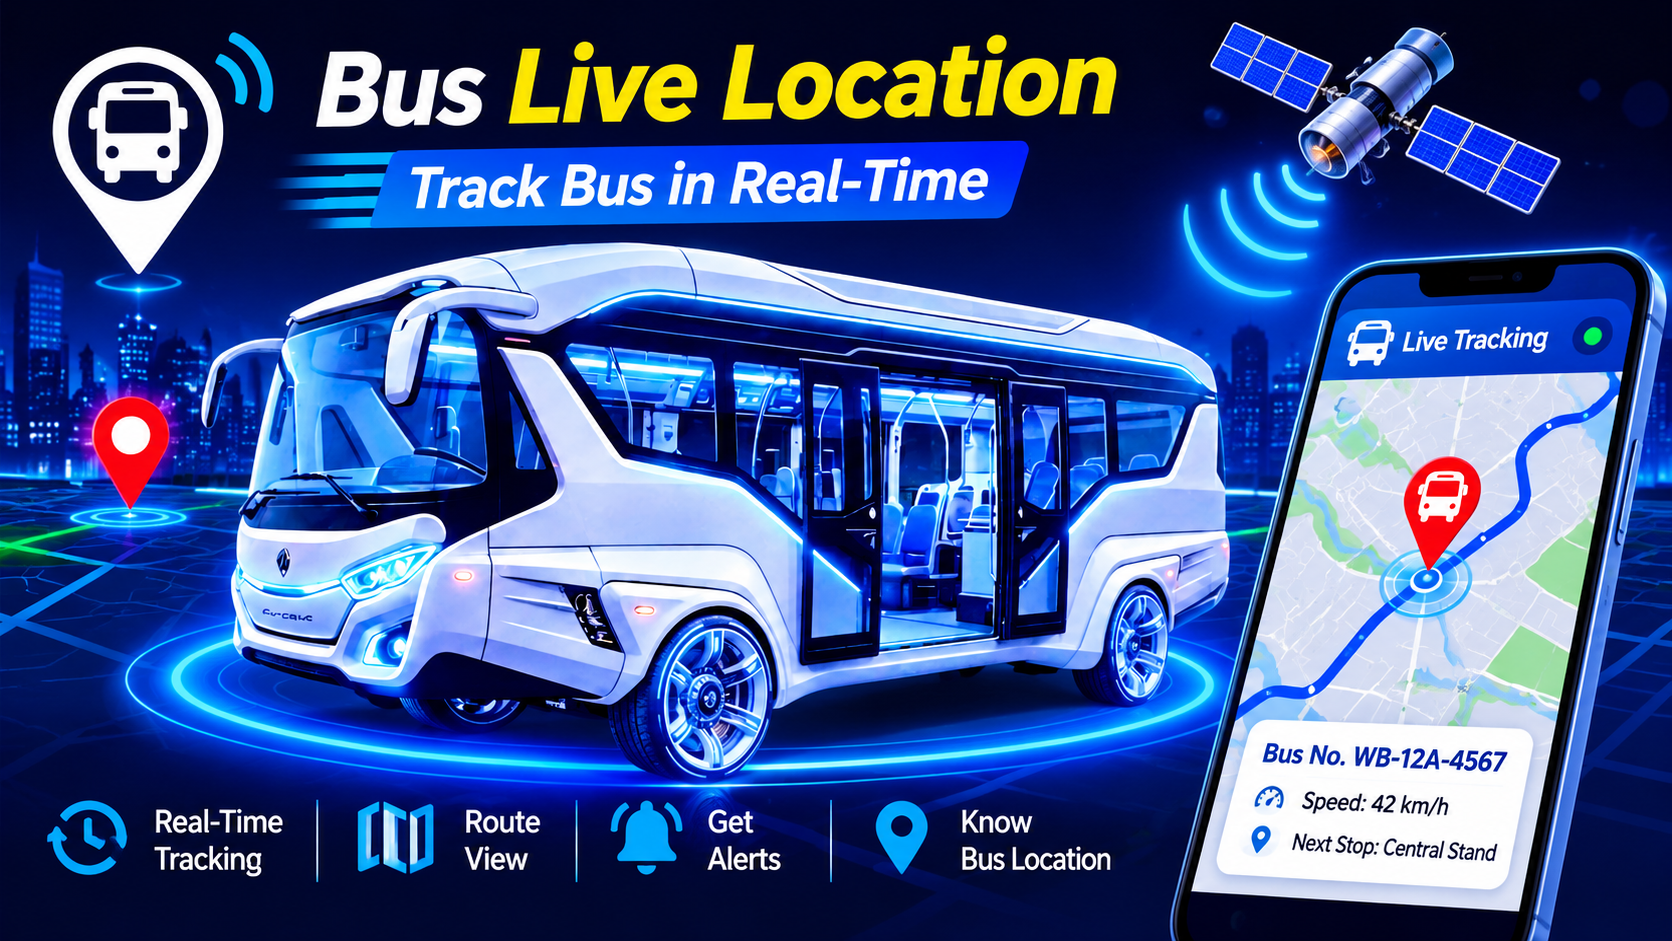 Bus Live Location
Track Bus in Real-Time
Live Tracking
Bus No. WB-12A-4567
Speed: 42 km/h
Next Stop: Central Stand
Real-Time
Tracking
Route
View
Get
Alerts
Know
Bus Location